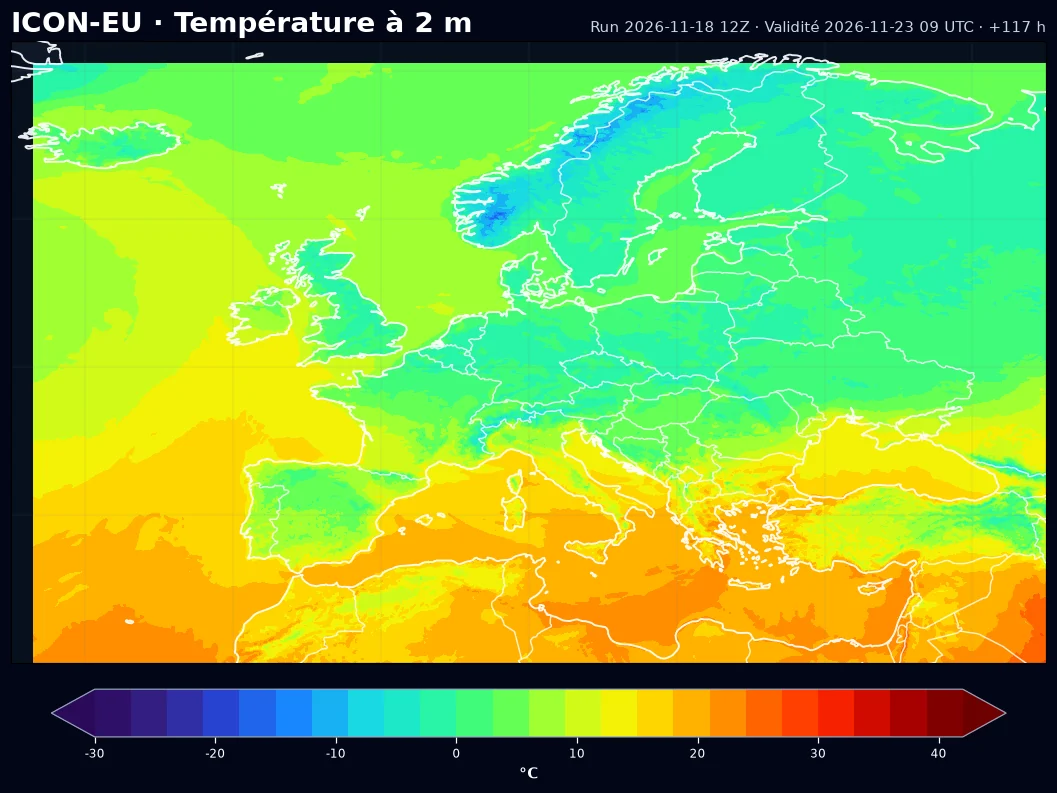 ICON-EU · Température à 2 m
Run 2026-11-18 12Z · Validité 2026-11-23 09 UTC · +117 h
-30 -20 -10 0 10 20 30 40
°C